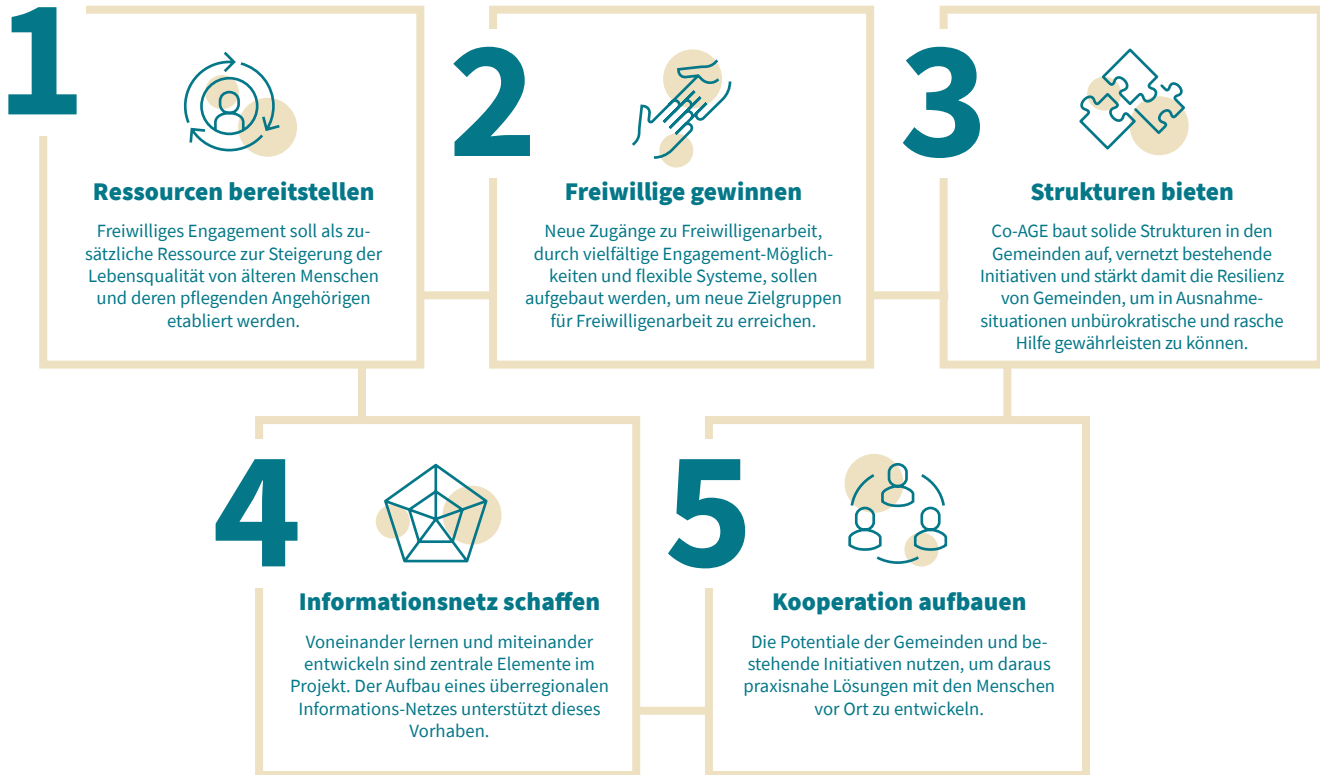 1
Ressourcen bereitstellen
Freiwilliges Engagement soll als zu-
sätzliche Ressource zur Steigerung der
Lebensqualität von älteren Menschen
und deren pflegenden Angehörigen
etabliert werden.
2
Freiwillige gewinnen
Neue Zugänge zu Freiwilligenarbeit,
durch vielfältige Engagement-Möglich-
keiten und flexible Systeme, sollen
aufgebaut werden, um neue Zielgruppen
für Freiwilligenarbeit zu erreichen.
3
Strukturen bieten
Co-AGE baut solide Strukturen in den
Gemeinden auf, vernetzt bestehende
Initiativen und stärkt damit die Resilienz
von Gemeinden, um in Ausnahme-
situationen unbürokratische und rasche
Hilfe gewährleisten zu können.
4
Informationsnetz schaffen
Voneinander lernen und miteinander
entwickeln sind zentrale Elemente im
Projekt. Der Aufbau eines überregionalen
Informations-Netzes unterstützt dieses
Vorhaben.
5
Kooperation aufbauen
Die Potentiale der Gemeinden und be-
stehende Initiativen nutzen, um daraus
praxisnahe Lösungen mit den Menschen
vor Ort zu entwickeln.